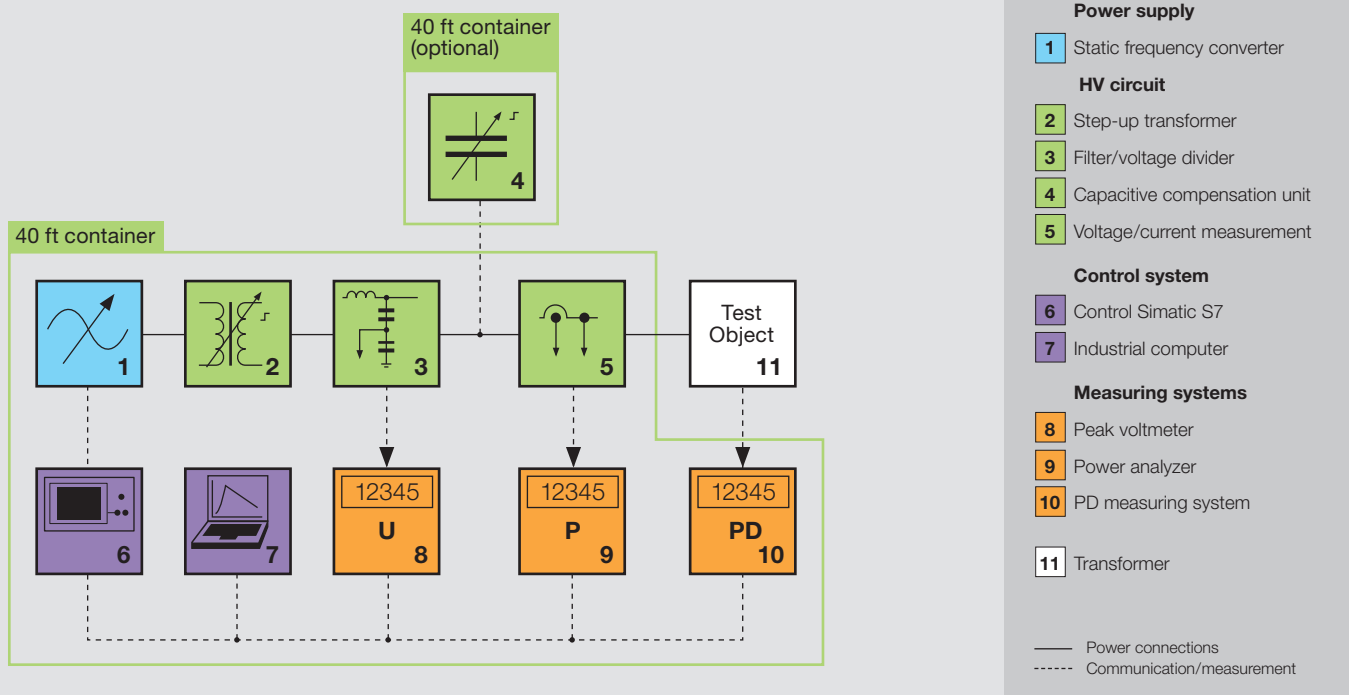 40 ft container
(optional)
4
40 ft container
1
2
3
5
Test
Object
11
6
7
12345
U
8
12345
P
9
12345
PD
10
Power supply
1 Static frequency converter
HV circuit
2 Step-up transformer
3 Filter/voltage divider
4 Capacitive compensation unit
5 Voltage/current measurement
Control system
6 Control Simatic S7
7 Industrial computer
Measuring systems
8 Peak voltmeter
9 Power analyzer
10 PD measuring system
11 Transformer
Power connections
Communication/measurement